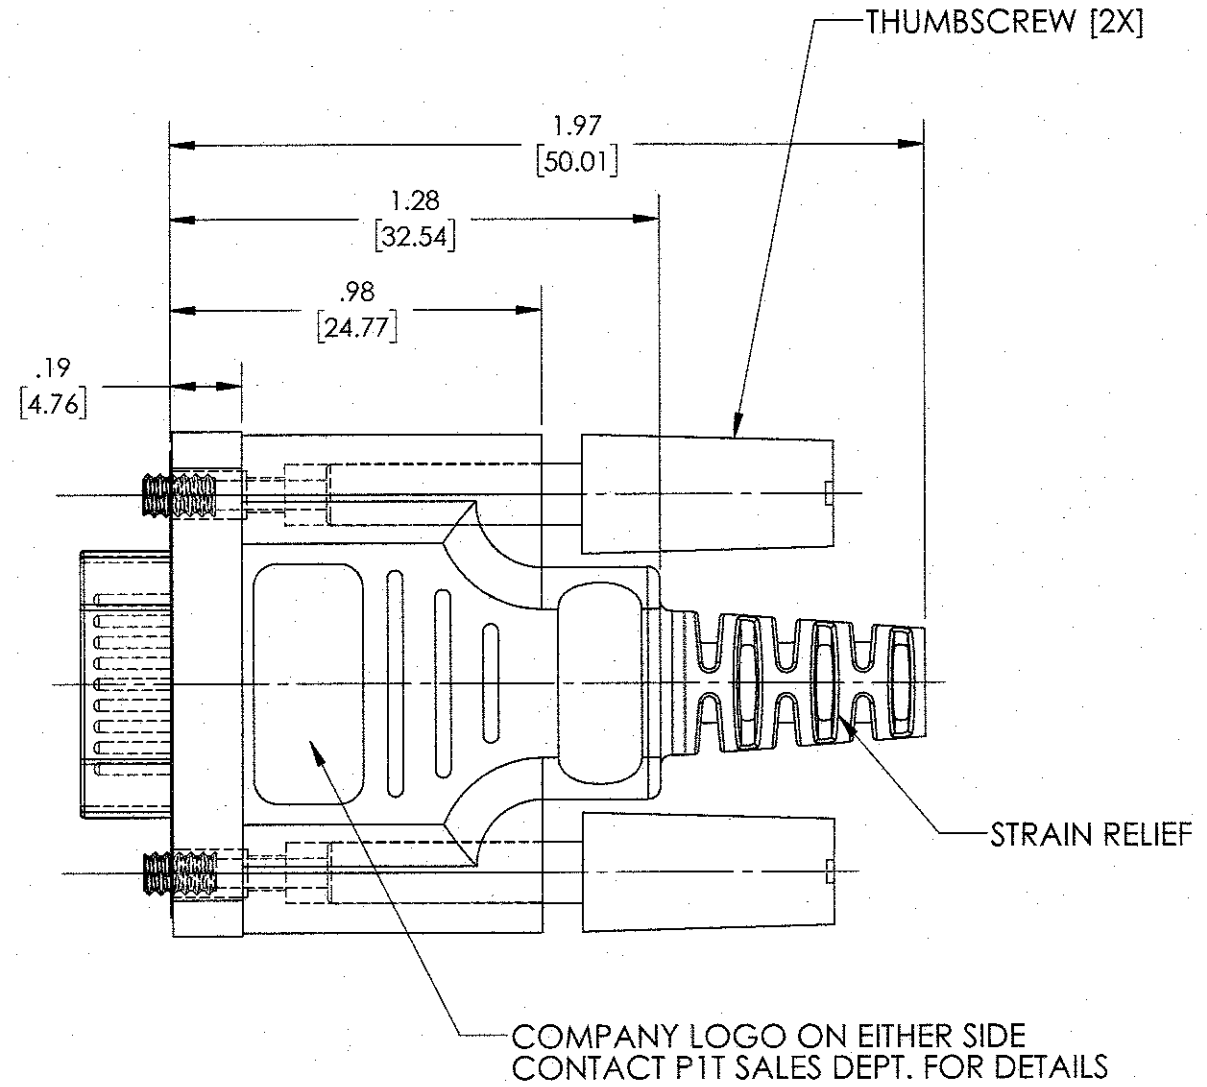 THUMBSCREW [2X]
1.97
[50.01]
1.28
[32.54]
.98
[24.77]
.19
[4.76]
STRAIN RELIEF
COMPANY LOGO ON EITHER SIDE
CONTACT P1T SALES DEPT. FOR DETAILS